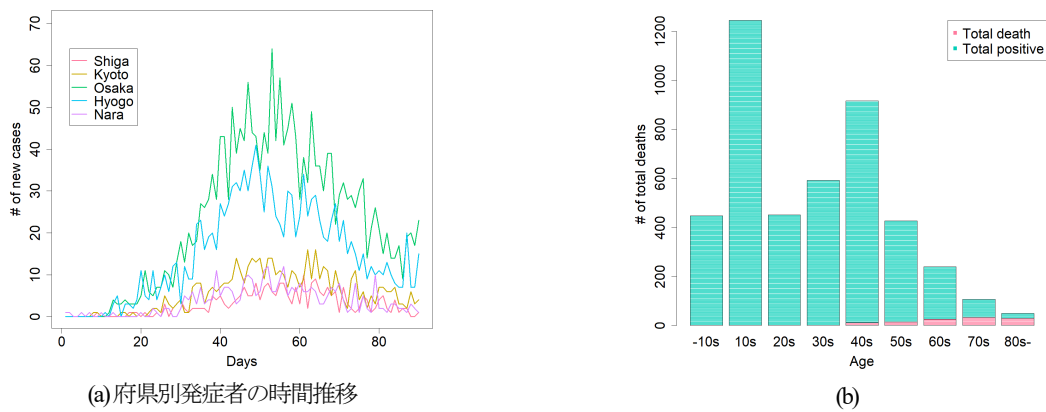 70
60
50
40
30
20
10
0
# of new cases
Shiga
Kyoto
Osaka
Hyogo
Nara
0 20 40 60 80
Days
(a) 府県別発症者の時間推移
1200
1000
800
600
400
200
0
# of total deaths
Total death
Total positive
-10s 10s 20s 30s 40s 50s 60s 70s 80s-
Age
(b)